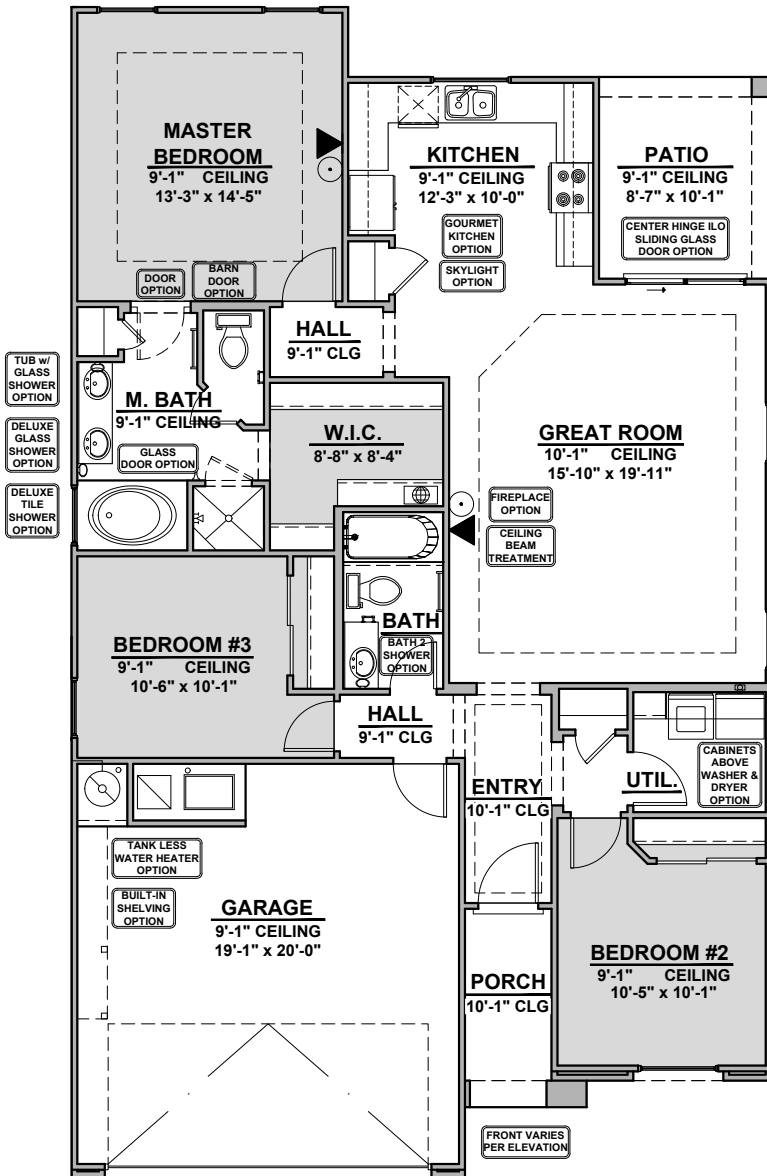 MASTER
BEDROOM
9'-1" CEILING
13'-3" x 14'-5"
KITCHEN
9'-1" CEILING
12'-3" x 10'-0"
GOURMET
KITCHEN
OPTION
SKYLIGHT
OPTION
PATIO
9'-1" CEILING
8'-7" x 10'-1"
CENTER HINGE ILO
SLIDING GLASS
DOOR OPTION
DOOR
OPTION
BARN
DOOR
OPTION
HALL
9'-1" CLG
TUB w/
GLASS
SHOWER
OPTION
DELUXE
GLASS
SHOWER
OPTION
DELUXE
TILE
SHOWER
OPTION
M. BATH
9'-1" CEILING
GLASS
DOOR OPTION
W.I.C.
8'-8" x 8'-4"
GREAT ROOM
10'-1" CEILING
15'-10" x 19'-11"
FIREPLACE
OPTION
CEILING
BEAM
TREATMENT
BATH
BATH 2
SHOWER
OPTION
BEDROOM #3
9'-1" CEILING
10'-6" x 10'-1"
HALL
9'-1" CLG
ENTRY
10'-1" CLG
UTIL.
CABINETS
ABOVE
WASHER &
DRYER
OPTION
TANK LESS
WATER HEATER
OPTION
BUILT-IN
SHELVING
OPTION
GARAGE
9'-1" CEILING
19'-1" x 20'-0"
PORCH
10'-1" CLG
BEDROOM #2
9'-1" CEILING
10'-5" x 10'-1"
FRONT VARIES
PER ELEVATION